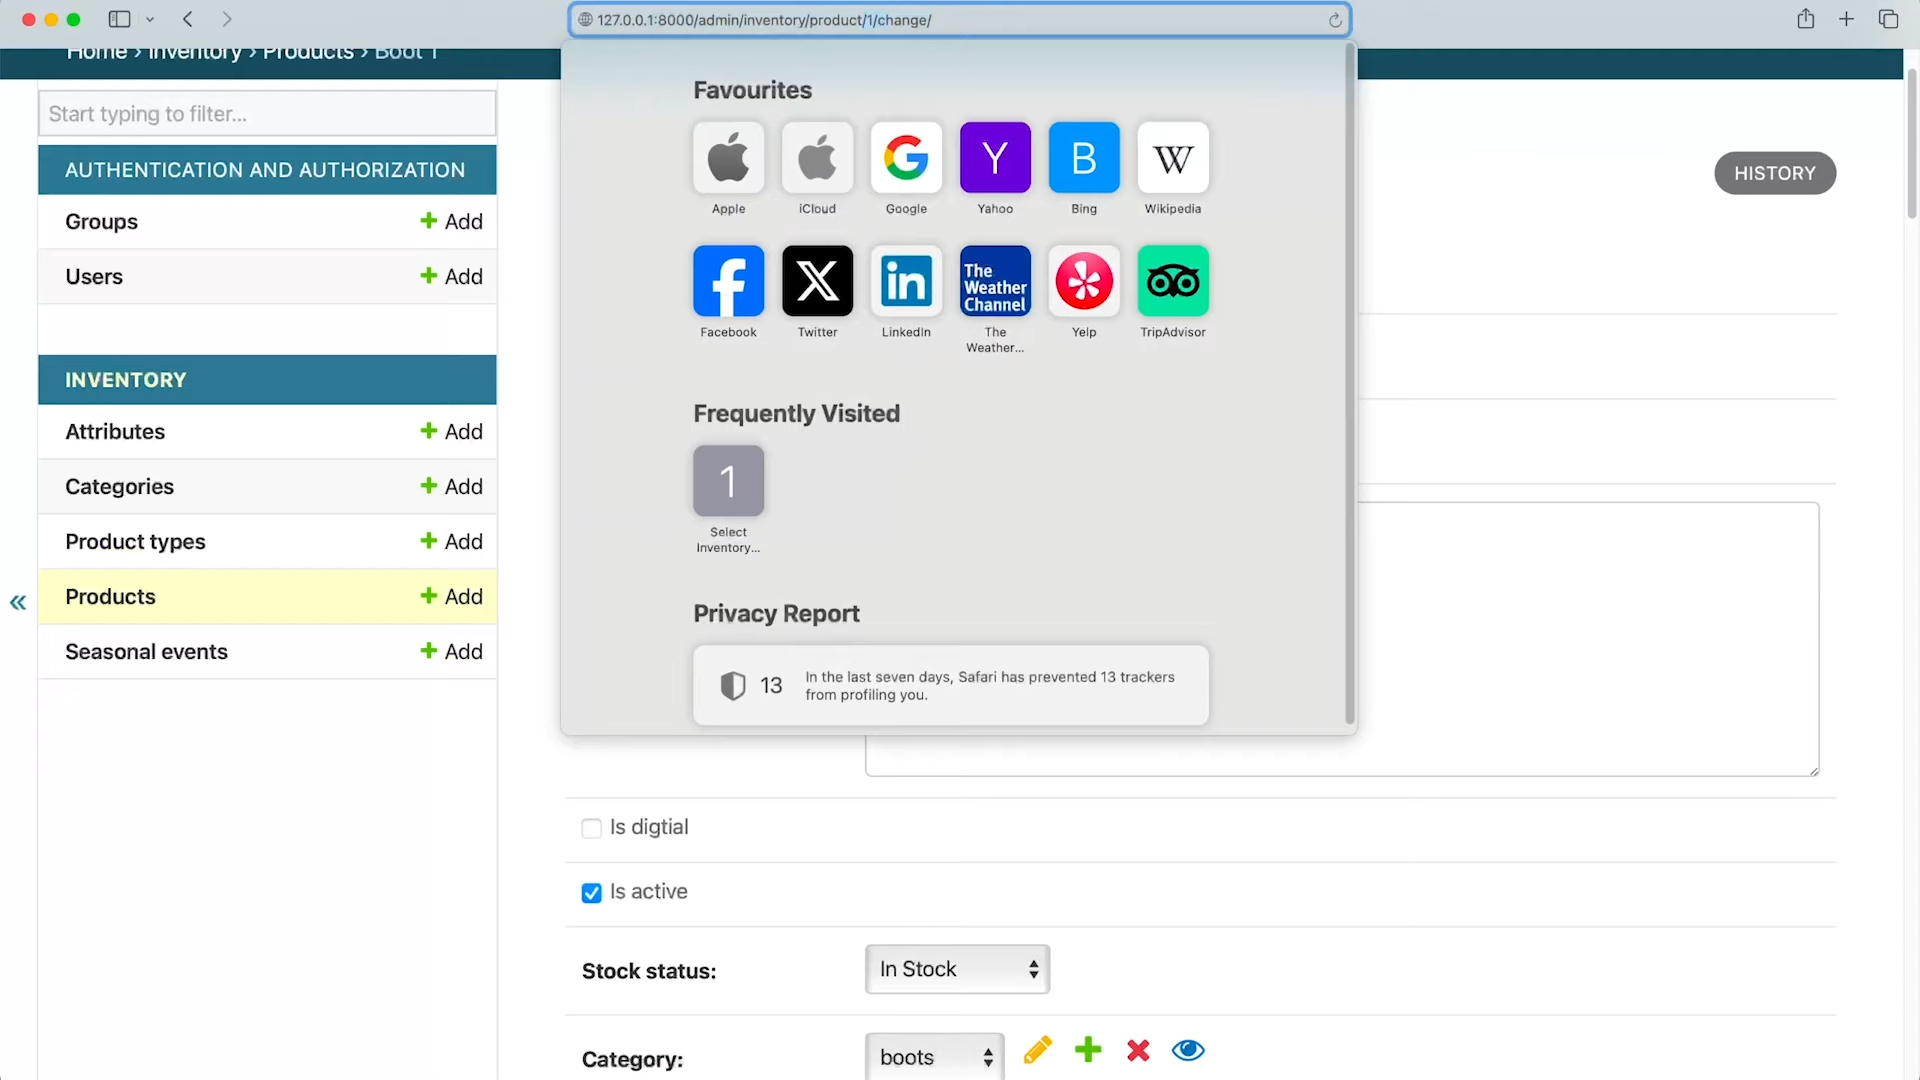 127.0.0.1:8000/admin/inventory/product/1/change/
Home › Inventory › Products › Boot 1
Start typing to filter...
AUTHENTICATION AND AUTHORIZATION
Groups
Add
Users
Add
INVENTORY
Attributes
Add
Categories
Add
Product types
Add
Products
Add
Seasonal events
Add
«
Favourites
Y
B
W
Apple
iCloud
Google
Yahoo
Bing
Wikipedia
f
X
in
The
Weather
Channel
Facebook
Twitter
LinkedIn
The
Weather...
Yelp
TripAdvisor
Frequently Visited
1
Select
Inventory...
Privacy Report
13
In the last seven days, Safari has prevented 13 trackers
from profiling you.
HISTORY
Is digtial
Is active
Stock status:
In Stock
Category:
boots